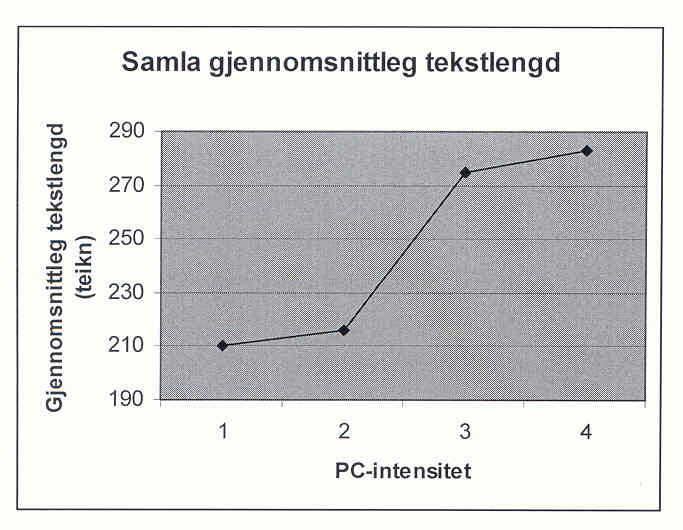 Samla gjennomsnittleg tekstlengd
Gjennomsnittleg tekstlengd
(teikn)
290
270
250
230
210
190
1 2 3 4
PC-intensitet